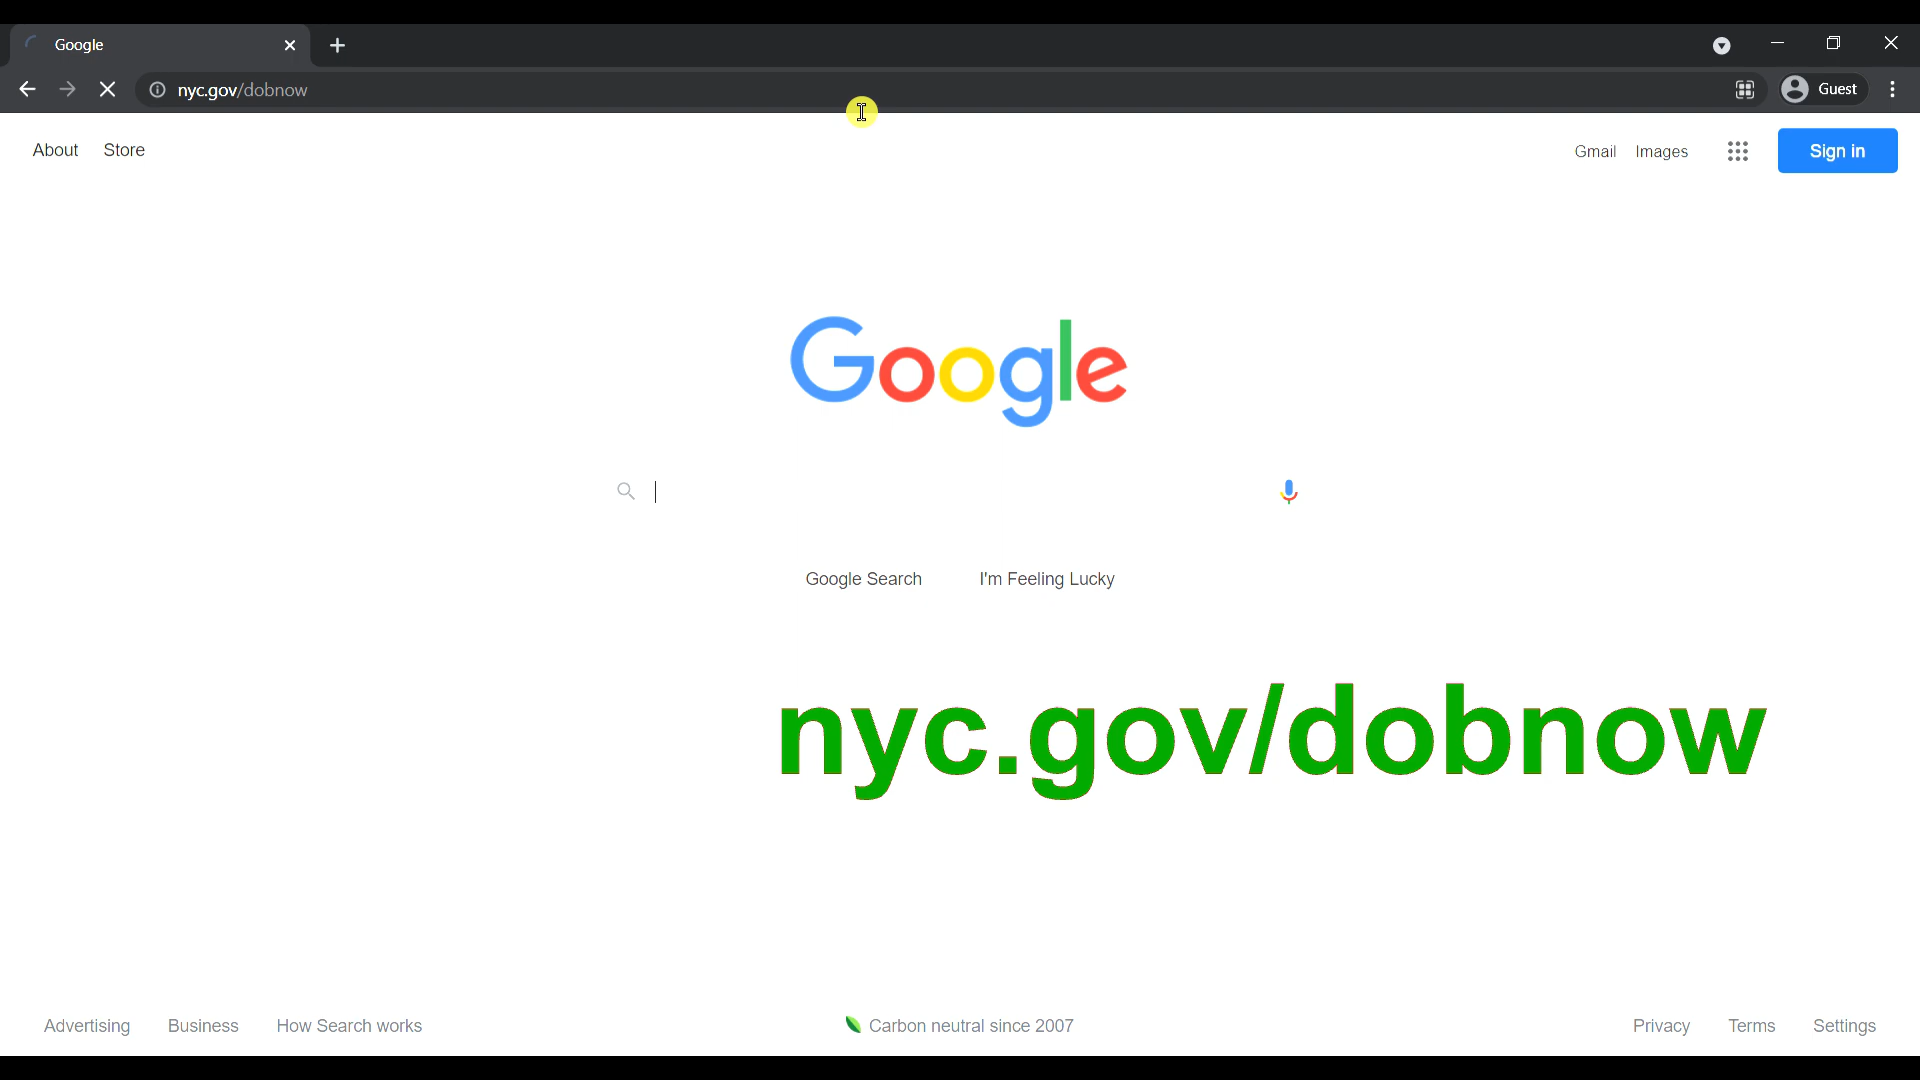 Google
nyc.gov/dobnow
Guest
About Store
Gmail Images Sign in
Google
Google Search I'm Feeling Lucky
nyc.gov/dobnow
Advertising Business How Search works Carbon neutral since 2007 Privacy Terms Settings